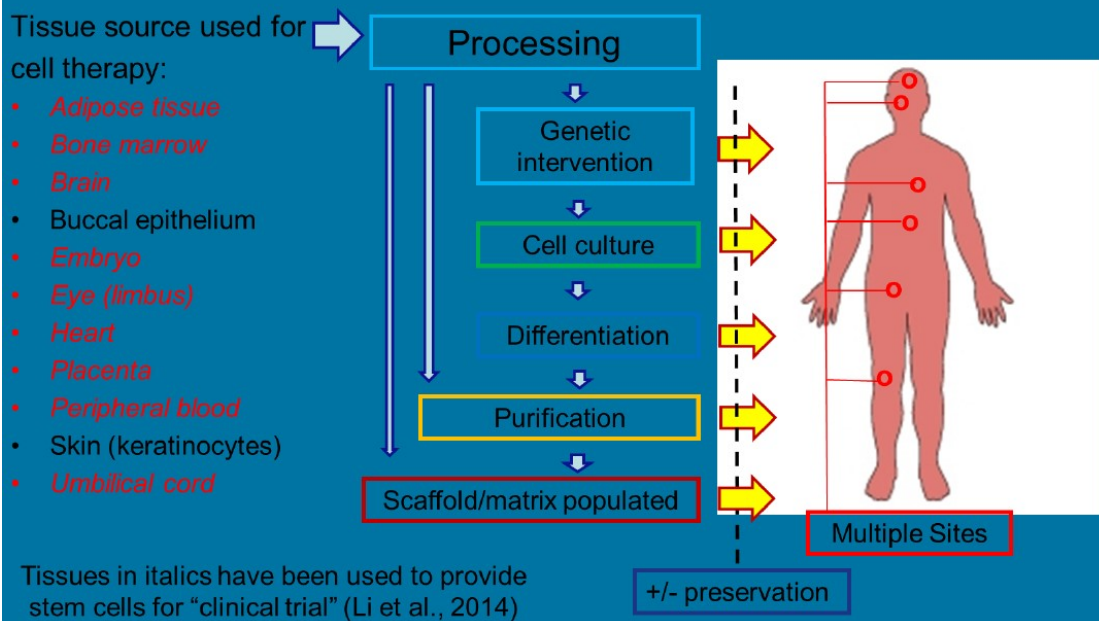 Tissue source used for
cell therapy:
• Adipose tissue
• Bone marrow
• Brain
• Buccal epithelium
• Embryo
• Eye (limbus)
• Heart
• Placenta
• Peripheral blood
• Skin (keratinocytes)
• Umbilical cord
Tissues in italics have been used to provide
stem cells for “clinical trial” (Li et al., 2014)
Processing
Genetic
intervention
Cell culture
Differentiation
Purification
Scaffold/matrix populated
+/- preservation
O
O
O
O
O
O
Multiple Sites